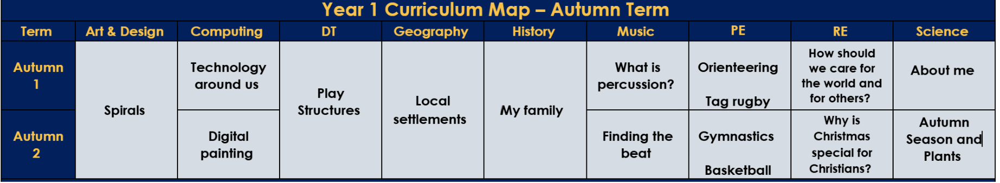 Year 1 Curriculum Map – Autumn Term
Term
Art & Design
Computing
DT
Geography
History
Music
PE
RE
Science
Autumn
1
Spirals
Technology
around us
Play
Structures
Local
settlements
My family
What is
percussion?
Orienteering
Tag rugby
How should
we care for
the world and
for others?
About me
Autumn
2
Digital
painting
Finding the
beat
Gymnastics
Basketball
Why is
Christmas
special for
Christians?
Autumn
Season and
Plants